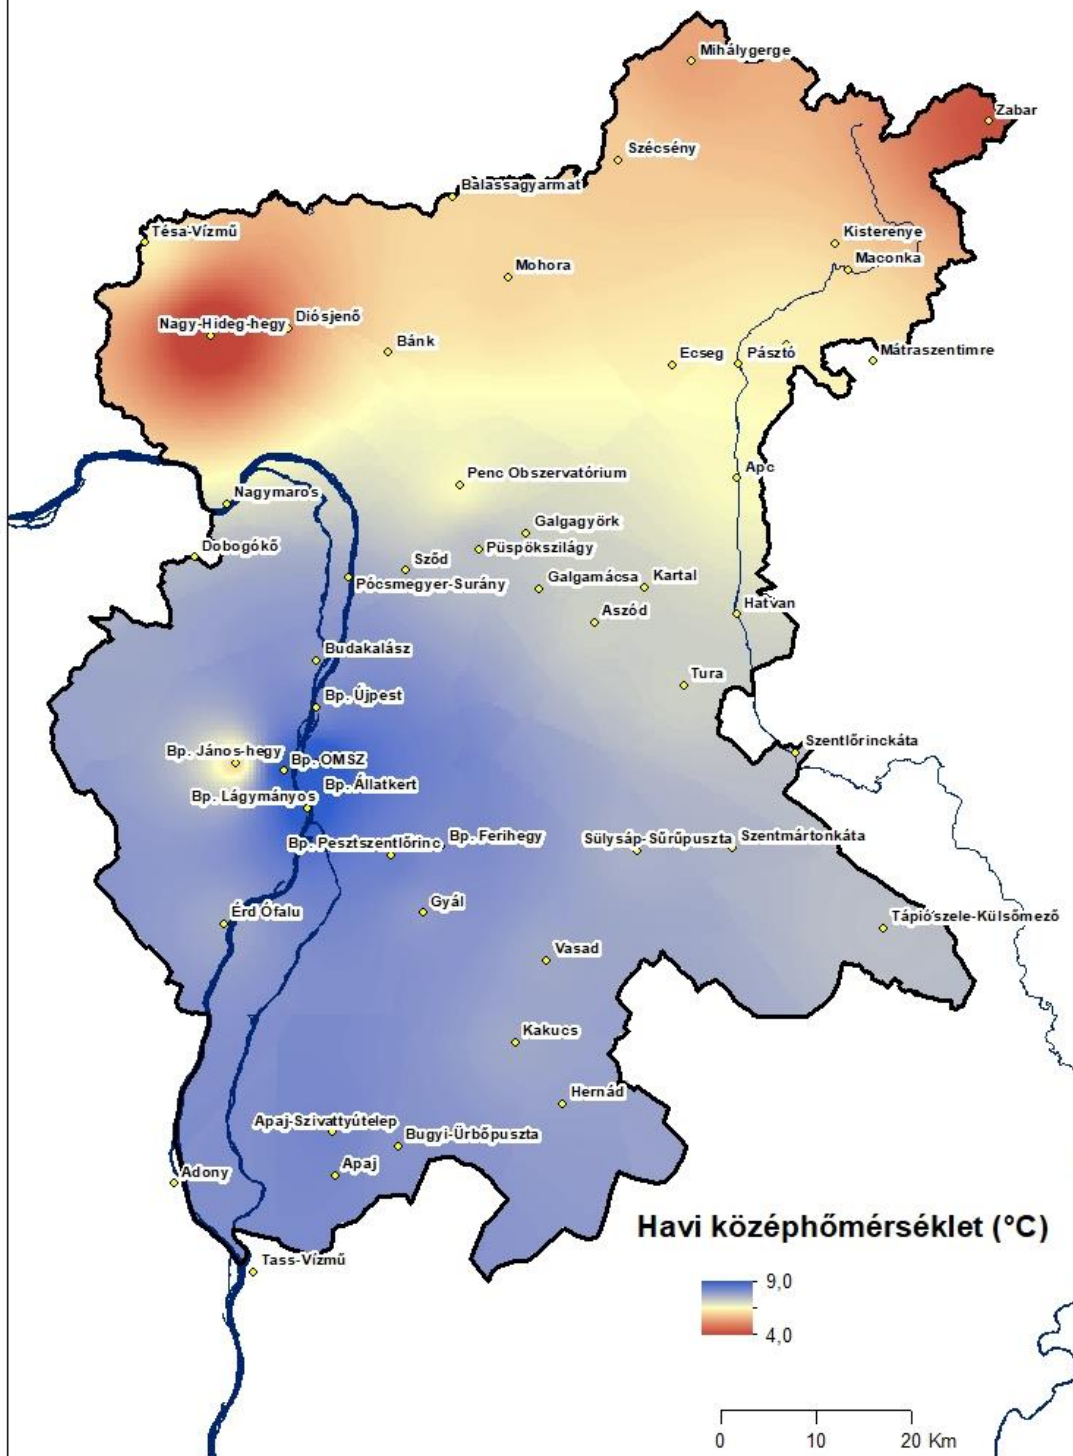 Mihálygerge
Zabar
Szécsény
Balassagyarmat
Tésa-Vízmű
Kisterenye
Maconka
Mohora
Nagy-Hideg-hegy
Diósjenő
Bánk
Ecseg
Pásztó
Mátraszentimre
Penc Obszervatórium
Apc
Nagymaros
Galgagyörk
Dobogókő
Püspökszilágy
Sződ
Pócsmegyer-Surány
Galgamácsa
Kartal
Aszód
Hatvan
Budakalász
Tura
Bp. Újpest
Szentlőrinckáta
Bp. János-hegy
Bp. OMSZ
Bp. Állatkert
Bp. Lágymányos
Bp. Pesztszentlőrinc
Bp. Ferihegy
Sülysáp-Sűrűpuszta
Szentmártonkáta
Gyál
Érd Ófalu
Tápiószele-Külsőmező
Vasad
Kakucs
Hernád
Apaj-Szivattyútelep
Bugyi-Ürbőpuszta
Apaj
Adony
Tass-Vízmű
Havi középhőmérséklet (°C)
9,0
4,0
0 10 20 Km